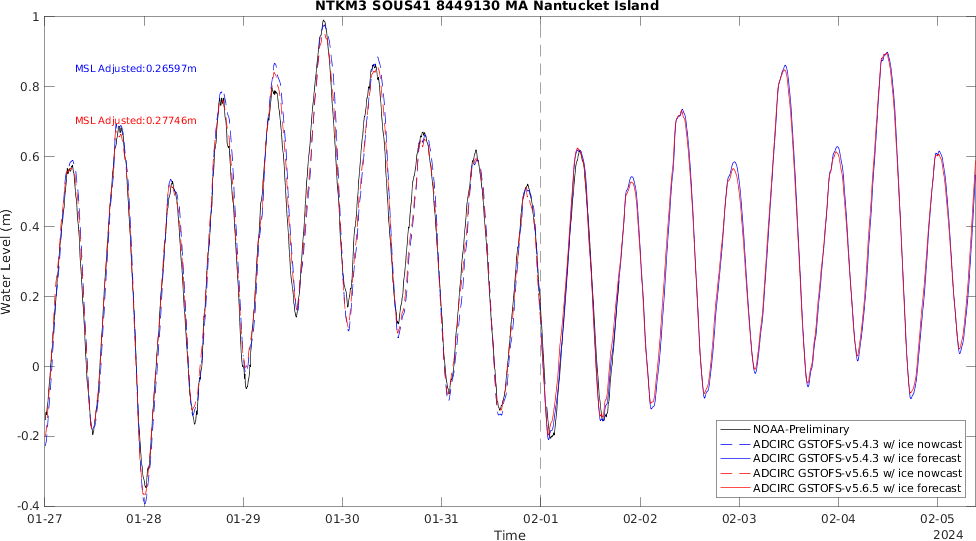 NTKM3 SOUS41 8449130 MA Nantucket Island
1
0.8
0.6
0.4
0.2
0
-0.2
-0.4
Water Level (m)
MSL Adjusted:0.26597m
MSL Adjusted:0.27746m
NOAA-Preliminary
ADCIRC GSTOFS-v5.4.3 w/ ice nowcast
ADCIRC GSTOFS-v5.4.3 w/ ice forecast
ADCIRC GSTOFS-v5.6.5 w/ ice nowcast
ADCIRC GSTOFS-v5.6.5 w/ ice forecast
01-27 01-28 01-29 01-30 01-31 02-01 02-02 02-03 02-04 02-05
Time
2024